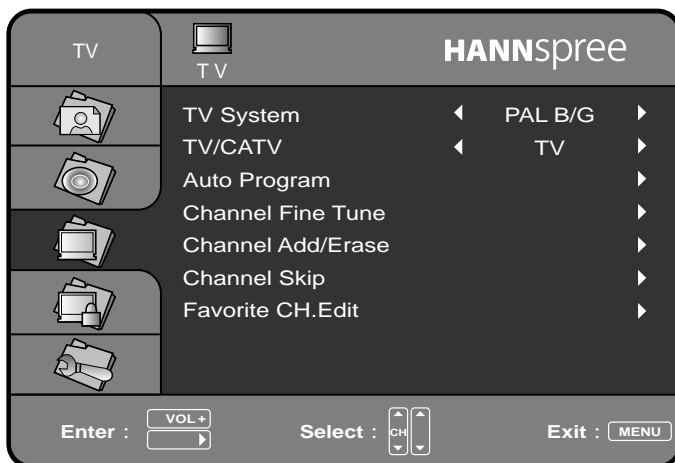 TV
TV
HANNspree
TV System PAL B/G
TV/CATV TV
Auto Program
Channel Fine Tune
Channel Add/Erase
Channel Skip
Favorite CH.Edit
Enter : VOL+ Select : CH Exit : MENU